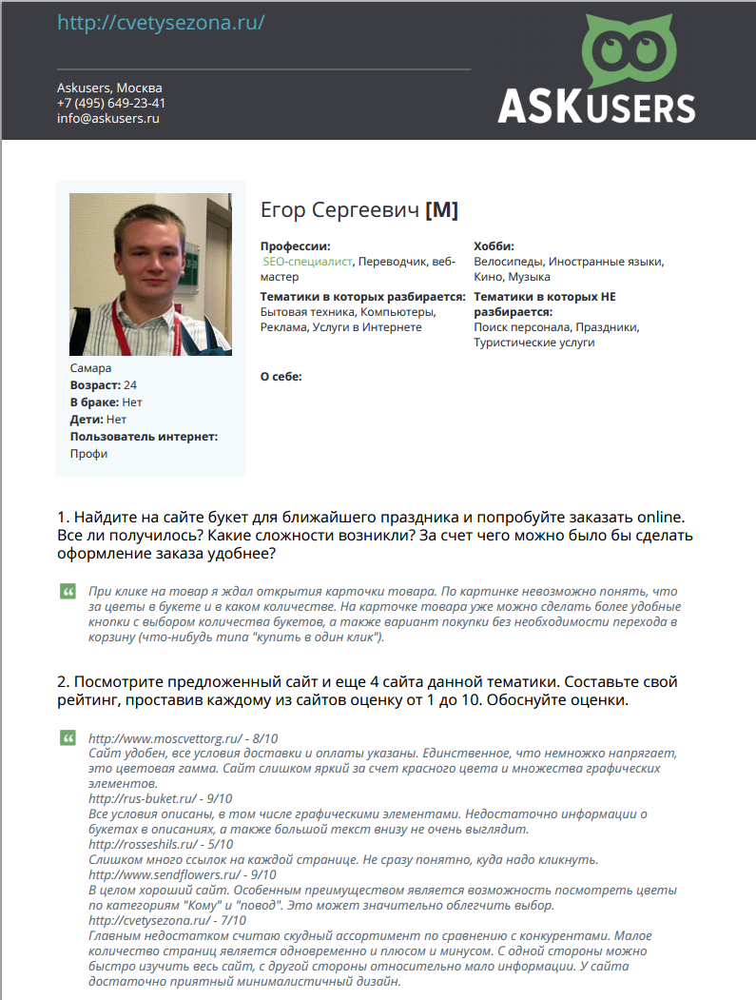 http://cvetysezona.ru/
Askusers, Москва
+7 (495) 649-23-41
info@askusers.ru
ASKUSERS
Егор Сергеевич [М]
Профессии:
SEO-специалист, Переводчик, веб-
мастер
Хобби:
Велосипеды, Иностранные языки,
Кино, Музыка
Тематики в которых разбирается:
Бытовая техника, Компьютеры,
Реклама, Услуги в Интернете
Тематики в которых НЕ
разбирается:
Поиск персонала, Праздники,
Туристические услуги
О себе:
Самара
Возраст: 24
В браке: Нет
Дети: Нет
Пользователь интернет:
Профи
1. Найдите на сайте букет для ближайшего праздника и попробуйте заказать online.
Все ли получилось? Какие сложности возникли? За счет чего можно было бы сделать
оформление заказа удобнее?
При клике на товар я ждал открытия карточки товара. По картинке невозможно понять, что
за цветы в букете и в каком количестве. На карточке товара уже можно сделать более удобные
кнопки с выбором количества букетов, а также вариант покупки без необходимости перехода в
корзину (что-нибудь типа "купить в один клик").
2. Посмотрите предложенный сайт и еще 4 сайта данной тематики. Составьте свой
рейтинг, проставив каждому из сайтов оценку от 1 до 10. Обоснуйте оценки.
http://www.moscvettorg.ru/ - 8/10
Сайт удобен, все условия доставки и оплаты указаны. Единственное, что немножко напрягает,
это цветовая гамма. Сайт слишком яркий за счет красного цвета и множества графических
элементов.
http://rus-buket.ru/ - 9/10
Все условия описаны, в том числе графическими элементами. Недостаточно информации о
букетах в описаниях, а также большой текст внизу не очень выглядит.
http://rosseshils.ru/ - 5/10
Слишком много ссылок на каждой странице. Не сразу понятно, куда надо кликнуть.
http://www.sendflowers.ru/ - 9/10
В целом хороший сайт. Особенным преимуществом является возможность посмотреть цветы
по категориям "Кому" и "повод". Это может значительно облегчить выбор.
http://cvetysezona.ru/ - 7/10
Главным недостатком считаю скудный ассортимент по сравнению с конкурентами. Малое
количество страниц является одновременно и плюсом и минусом. С одной стороны можно
быстро изучить весь сайт, с другой стороны относительно мало информации. У сайта
достаточно приятный минималистичный дизайн.